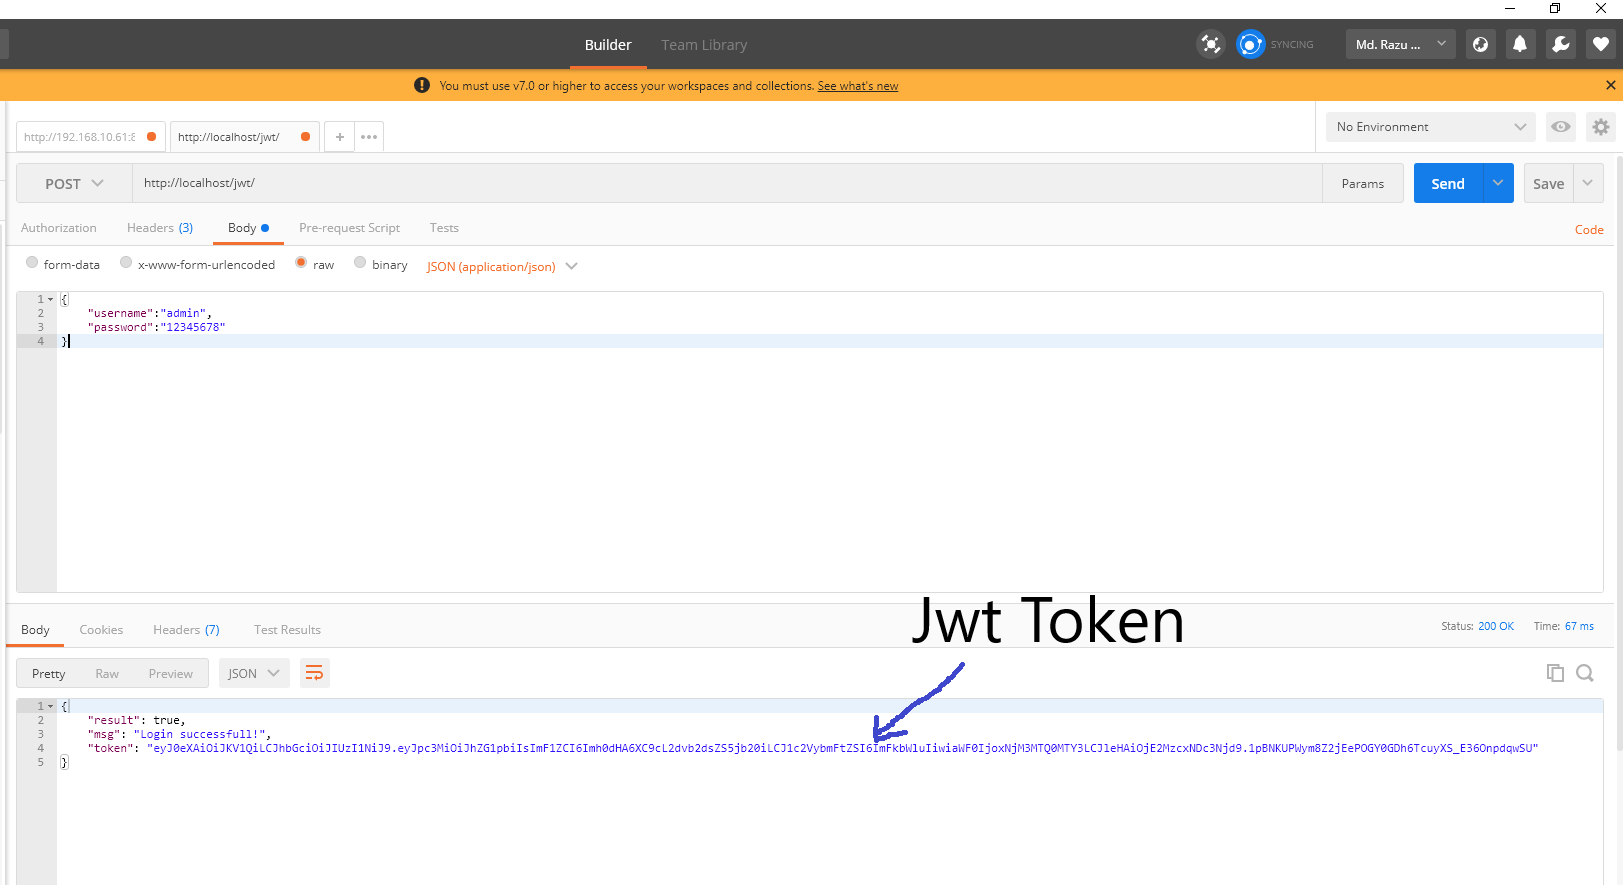 Builder Team Library SYNCING Md. Razu ...
You must use v7.0 or higher to access your workspaces and collections. See what's new
http://192.168.10.61:8 http://localhost/jwt/ + ••• No Environment
POST http://localhost/jwt/ Params Send Save
Authorization Headers (3) Body Pre-request Script Tests Code
form-data x-www-form-urlencoded raw binary JSON (application/json)
1 {
2 "username":"admin",
3 "password":"12345678"
4 }
Jwt Token
Body Cookies Headers (7) Test Results Status: 200 OK Time: 67 ms
Pretty Raw Preview JSON
1 {
2 "result": true,
3 "msg": "Login successfull!",
4 "token": "eyJ0eXAiOiJKV1QiLCJhbGciOiJIUzI1NiJ9.eyJpc3MiOiJhZG1pbiIsImF1ZCI6Imh0dHA6XC9cL2dvb2dsZS5jb20iLCJ1c2VybmFtZSI6ImFkbWluIiwiaWF0IjoxNjM3MTQ0MTY3LCJleHAiOjE2MzcxNDc3Njd9.1pBNKUPWym8Z2jEePOGY0GDh6TcuyXS_E36OnpdqwSU"
5 }